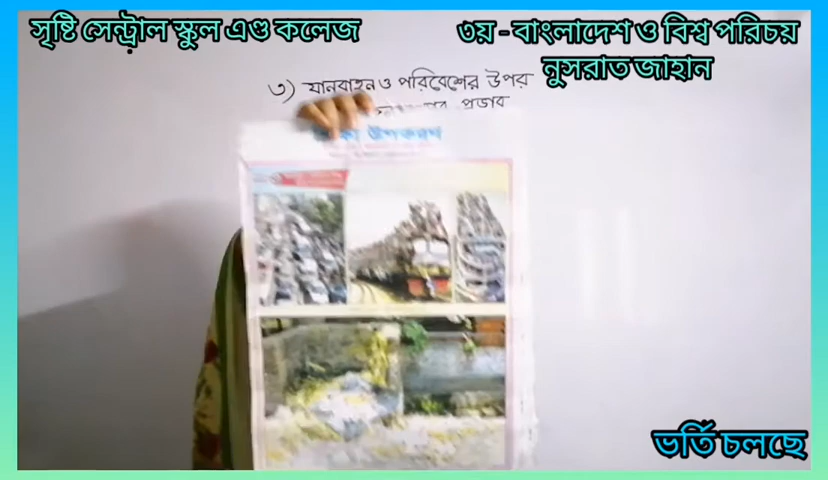 সৃষ্টি সেন্ট্রাল স্কুল এণ্ড কলেজ
৩য় - বাংলাদেশ ও বিশ্ব পরিচয়
নুসরাত জাহান
৩) যানবাহন ও পরিবেশের উপর
প্রভাব
উপকরণ
ভর্তি চলছে